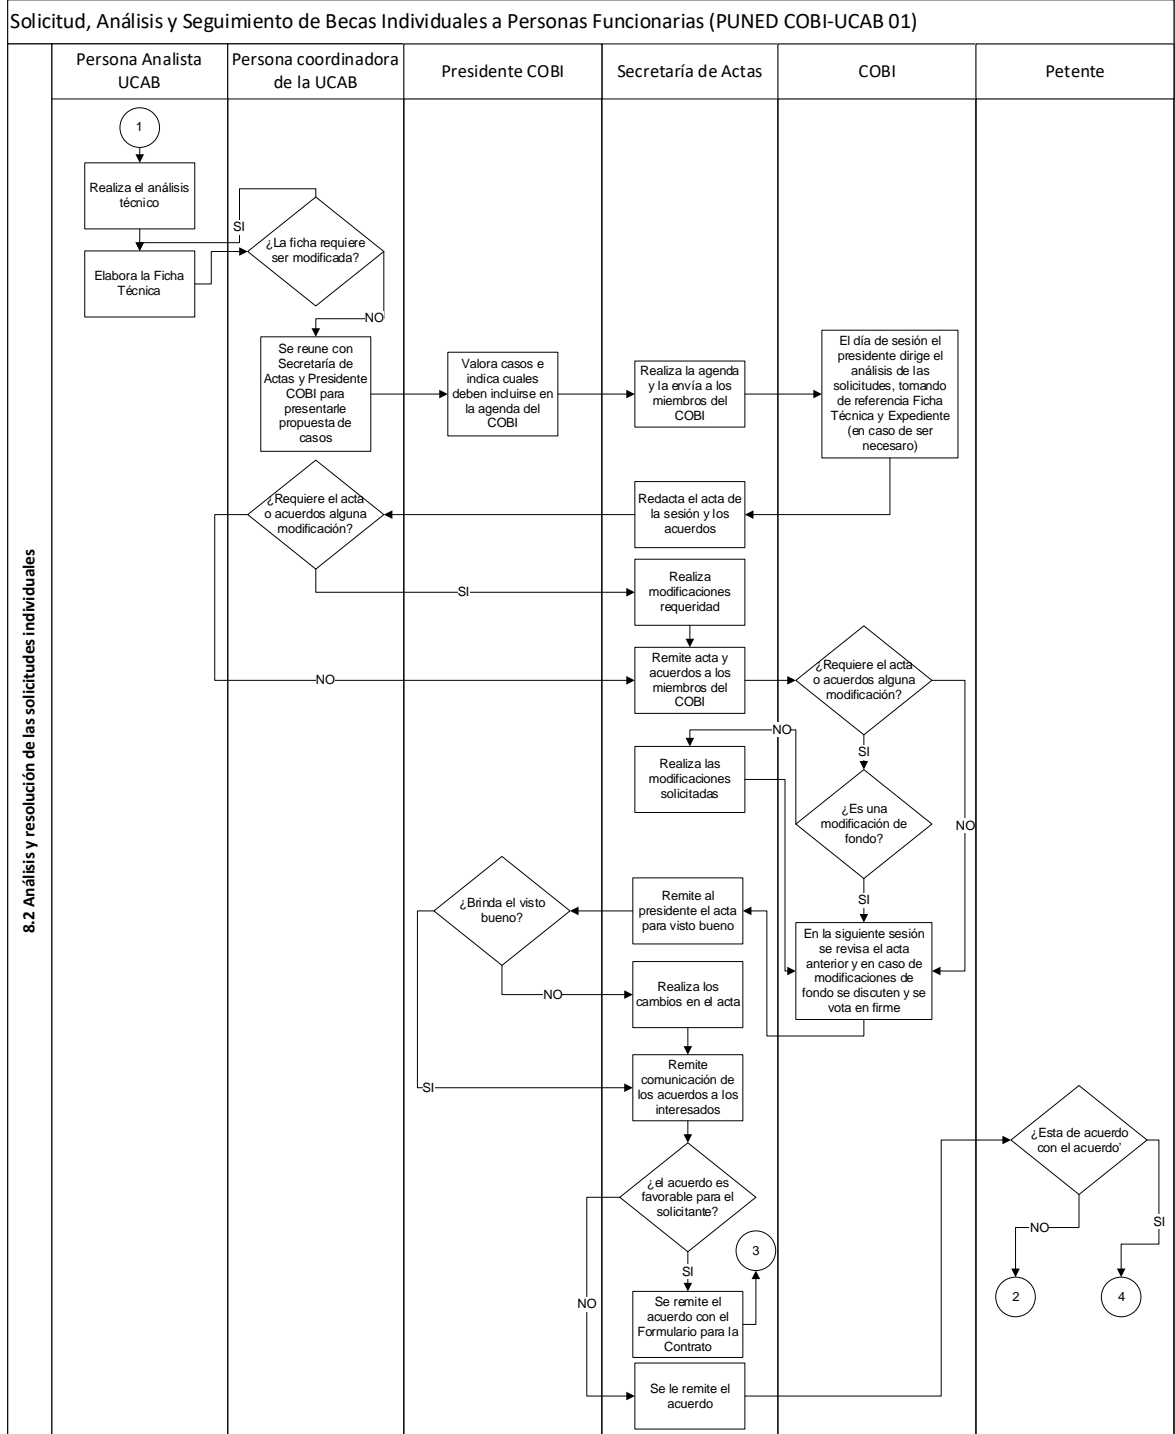 Solicitud, Análisis y Seguimiento de Becas Individuales a Personas Funcionarias (PUNED COBI-UCAB 01)
8.2 Análisis y resolución de las solicitudes individuales
Persona Analista
UCAB
Persona coordinadora
de la UCAB
Presidente COBI
Secretaría de Actas
COBI
Petente
1
Realiza el análisis
técnico
SI
¿La ficha requiere
ser modificada?
Elabora la Ficha
Técnica
NO
Se reune con
Secretaría de
Actas y Presidente
COBI para
presentarle
propuesta de
casos
Valora casos e
indica cuales
deben incluirse en
la agenda del
COBI
Realiza la agenda
y la envía a los
miembros del
COBI
El día de sesión el
presidente dirige el
análisis de las
solicitudes, tomando
de referencia Ficha
Técnica y Expediente
(en caso de ser
necesaro)
¿Requiere el acta
o acuerdos alguna
modificación?
Redacta el acta de
la sesión y los
acuerdos
SI
Realiza
modificaciones
requeridad
NO
Remite acta y
acuerdos a los
miembros del
COBI
¿Requiere el acta
o acuerdos alguna
modificación?
NO
SI
Realiza las
modificaciones
solicitadas
¿Es una
modificación de
fondo?
NO
SI
¿Brinda el visto
bueno?
Remite al
presidente el acta
para visto bueno
En la siguiente sesión
se revisa el acta
anterior y en caso de
modificaciones de
fondo se discuten y se
vota en firme
NO
Realiza los
cambios en el acta
SI
Remite
comunicación de
los acuerdos a los
interesados
¿Esta de acuerdo
con el acuerdo'
¿el acuerdo es
favorable para el
solicitante?
NO
SI
3
SI
2
4
NO
Se remite el
acuerdo con el
Formulario para la
Contrato
Se le remite el
acuerdo